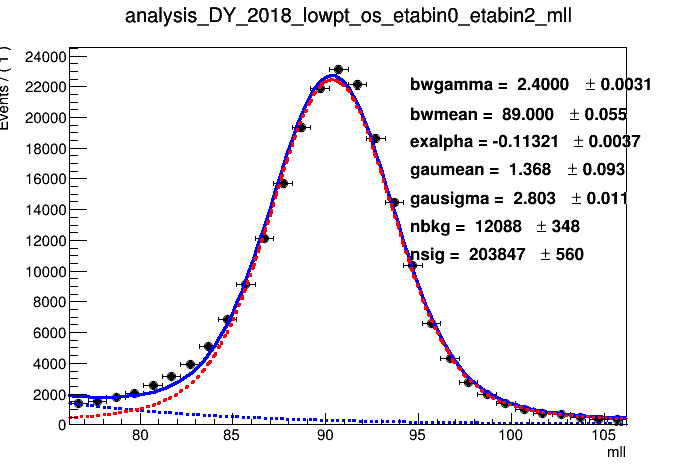 analysis_DY_2018_lowpt_os_etabin0_etabin2_mll
Events / ( 1 )
24000
22000
20000
18000
16000
14000
12000
10000
8000
6000
4000
2000
0
bwgamma = 2.4000 ± 0.0031
bwmean = 89.000 ± 0.055
exalpha = -0.11321 ± 0.0037
gaumean = 1.368 ± 0.093
gausigma = 2.803 ± 0.011
nbkg = 12088 ± 348
nsig = 203847 ± 560
80 85 90 95 100 105
mll